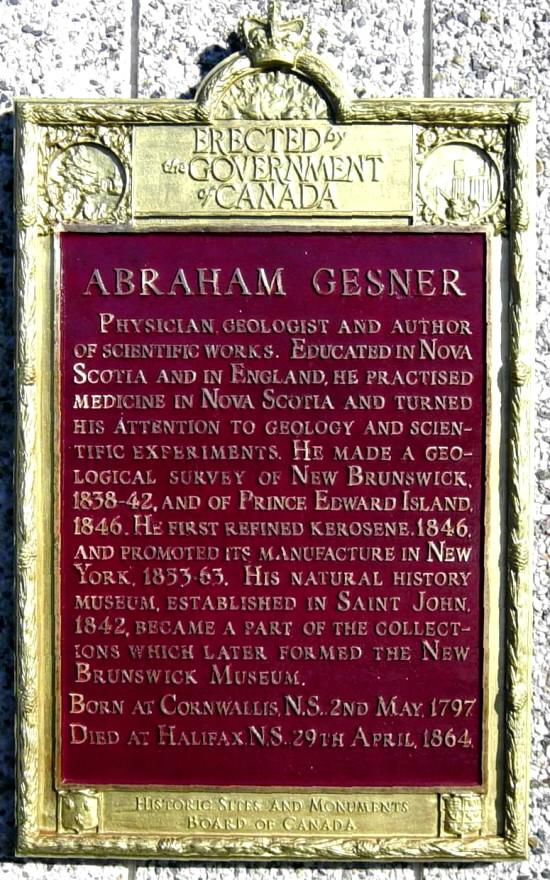 ERECTED by
the GOVERNMENT
of CANADA
ABRAHAM GESNER
PHYSICIAN, GEOLOGIST AND AUTHOR
OF SCIENTIFIC WORKS. EDUCATED IN NOVA
SCOTIA AND IN ENGLAND, HE PRACTISED
MEDICINE IN NOVA SCOTIA AND TURNED
HIS ATTENTION TO GEOLOGY AND SCIEN-
TIFIC EXPERIMENTS. HE MADE A GEO-
LOGICAL SURVEY OF NEW BRUNSWICK,
1838-42, AND OF PRINCE EDWARD ISLAND,
1846. HE FIRST REFINED KEROSENE, 1846,
AND PROMOTED ITS MANUFACTURE IN NEW
YORK, 1853-63. HIS NATURAL HISTORY
MUSEUM, ESTABLISHED IN SAINT JOHN,
1842, BECAME A PART OF THE COLLECT-
IONS WHICH LATER FORMED THE NEW
BRUNSWICK MUSEUM.
BORN AT CORNWALLIS, N.S., 2ND MAY, 1797
DIED AT HALIFAX, N.S., 29TH APRIL, 1864.
HISTORIC SITES AND MONUMENTS
BOARD OF CANADA